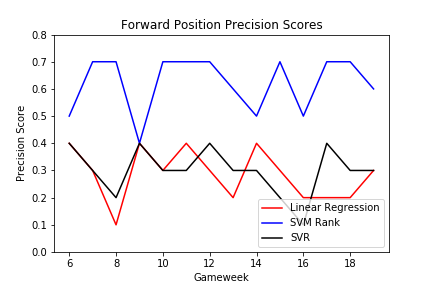 Forward Position Precision Scores
Precision Score
0.8
0.7
0.6
0.5
0.4
0.3
0.2
0.1
0.0
6 8 10 12 14 16 18
Gameweek
Linear Regression
SVM Rank
SVR